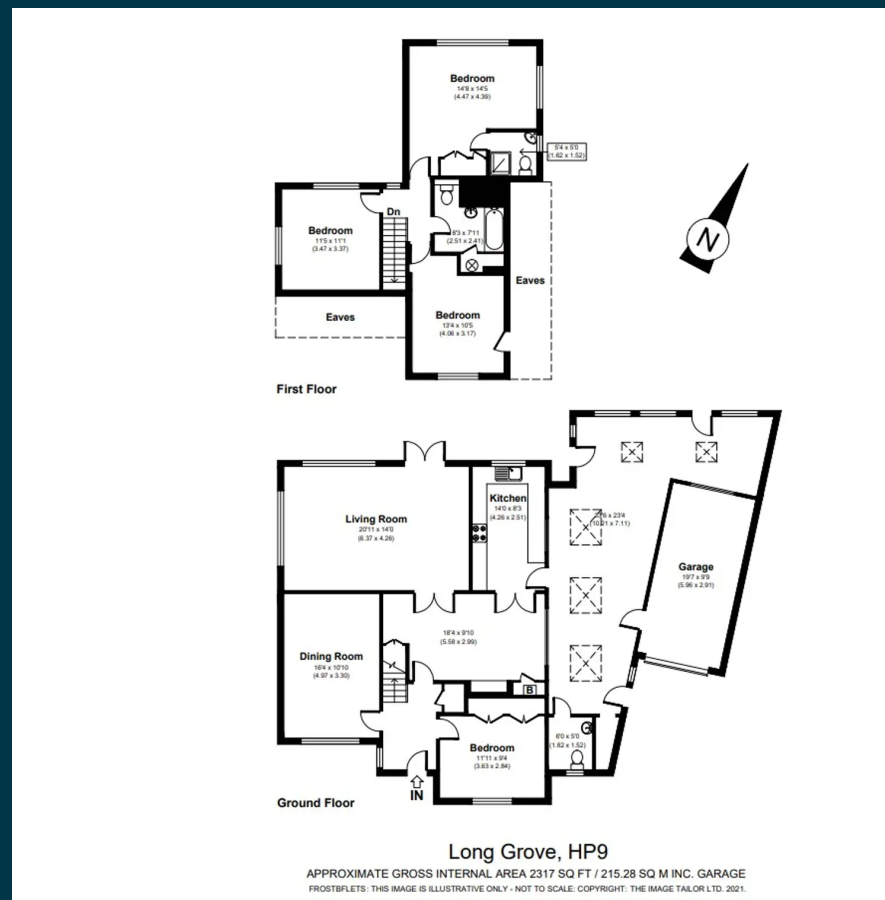 Bedroom
14'8 x 14'5
(4.47 x 4.39)
5'4 x 5'0
(1.62 x 1.52)
Dn
Bedroom
11'5 x 11'1
(3.47 x 3.37)
8'3 x 7'11
(2.51 x 2.41)
Eaves
Eaves
Bedroom
13'4 x 10'5
(4.06 x 3.17)
First Floor
N
Kitchen
14'0 x 8'3
(4.26 x 2.51)
Living Room
20'11 x 14'0
(6.37 x 4.26)
x 23'4
(10.21 x 7.11)
Garage
19'7 x 9'9
(5.96 x 2.91)
18'4 x 9'10
(5.58 x 2.99)
Dining Room
16'4 x 10'10
(4.97 x 3.30)
B
Bedroom
11'11 x 9'4
(3.63 x 2.84)
6'0 x 5'0
(1.82 x 1.52)
IN
Ground Floor
Long Grove, HP9
APPROXIMATE GROSS INTERNAL AREA 2317 SQ FT / 215.28 SQ M INC. GARAGE
FROSTBFLETS: THIS IMAGE IS ILLUSTRATIVE ONLY - NOT TO SCALE: COPYRIGHT: THE IMAGE TAILOR LTD. 2021.